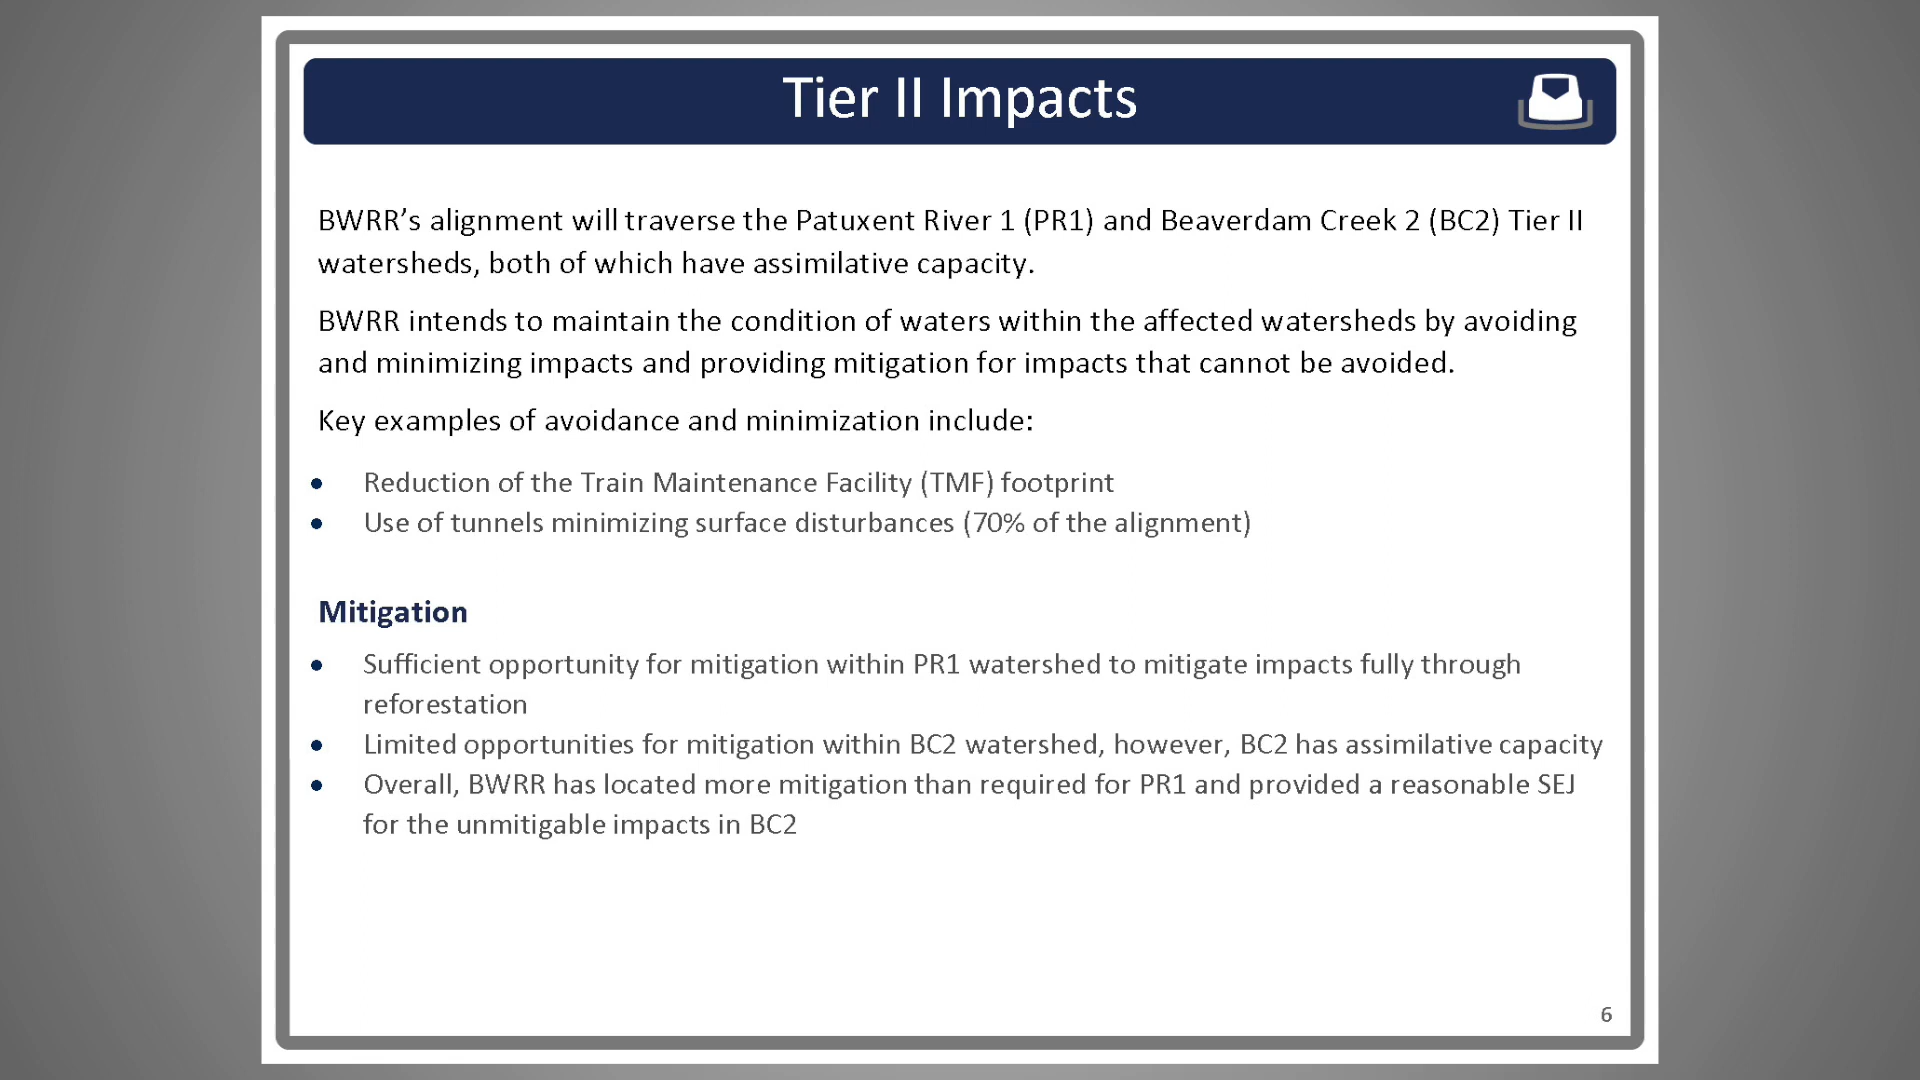 Tier II Impacts
BWRR’s alignment will traverse the Patuxent River 1 (PR1) and Beaverdam Creek 2 (BC2) Tier II
watersheds, both of which have assimilative capacity.
BWRR intends to maintain the condition of waters within the affected watersheds by avoiding
and minimizing impacts and providing mitigation for impacts that cannot be avoided.
Key examples of avoidance and minimization include:
• Reduction of the Train Maintenance Facility (TMF) footprint
• Use of tunnels minimizing surface disturbances (70% of the alignment)
Mitigation
• Sufficient opportunity for mitigation within PR1 watershed to mitigate impacts fully through
reforestation
• Limited opportunities for mitigation within BC2 watershed, however, BC2 has assimilative capacity
• Overall, BWRR has located more mitigation than required for PR1 and provided a reasonable SEJ
for the unmitigable impacts in BC2
6